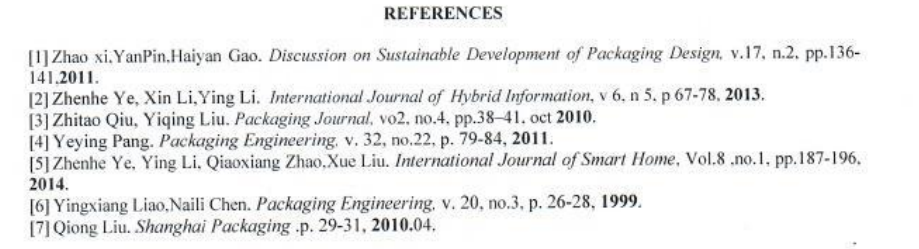 REFERENCES
[1] Zhao xi,YanPin,Haiyan Gao. Discussion on Sustainable Development of Packaging Design, v.17, n.2, pp.136-
141,2011.
[2] Zhenhe Ye, Xin Li,Ying Li. International Journal of Hybrid Information, v 6, n 5, p 67-78, 2013.
[3] Zhitao Qiu, Yiqing Liu. Packaging Journal, vo2, no.4, pp.38–41, oct 2010.
[4] Yeying Pang. Packaging Engineering, v. 32, no.22, p. 79-84, 2011.
[5] Zhenhe Ye, Ying Li, Qiaoxiang Zhao,Xue Liu. International Journal of Smart Home, Vol.8 ,no.1, pp.187-196,
2014.
[6] Yingxiang Liao,Naili Chen. Packaging Engineering, v. 20, no.3, p. 26-28, 1999.
[7] Qiong Liu. Shanghai Packaging .p. 29-31, 2010.04.